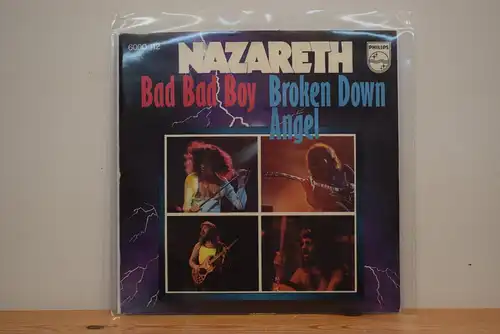 6000 112
NAZARETH
PHILIPS
Bad Bad Boy Broken Down
Angel